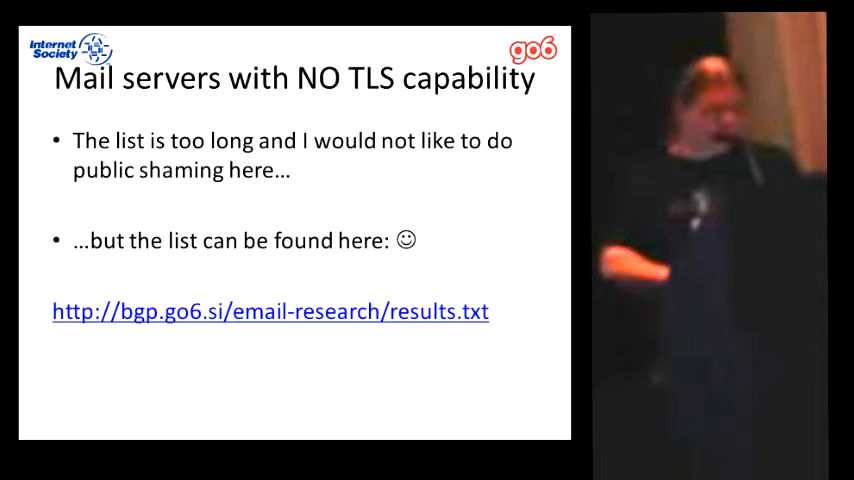 Internet
Society
go6
Mail servers with NO TLS capability
• The list is too long and I would not like to do
public shaming here...
• ...but the list can be found here: ☺
http://bgp.go6.si/email-research/results.txt